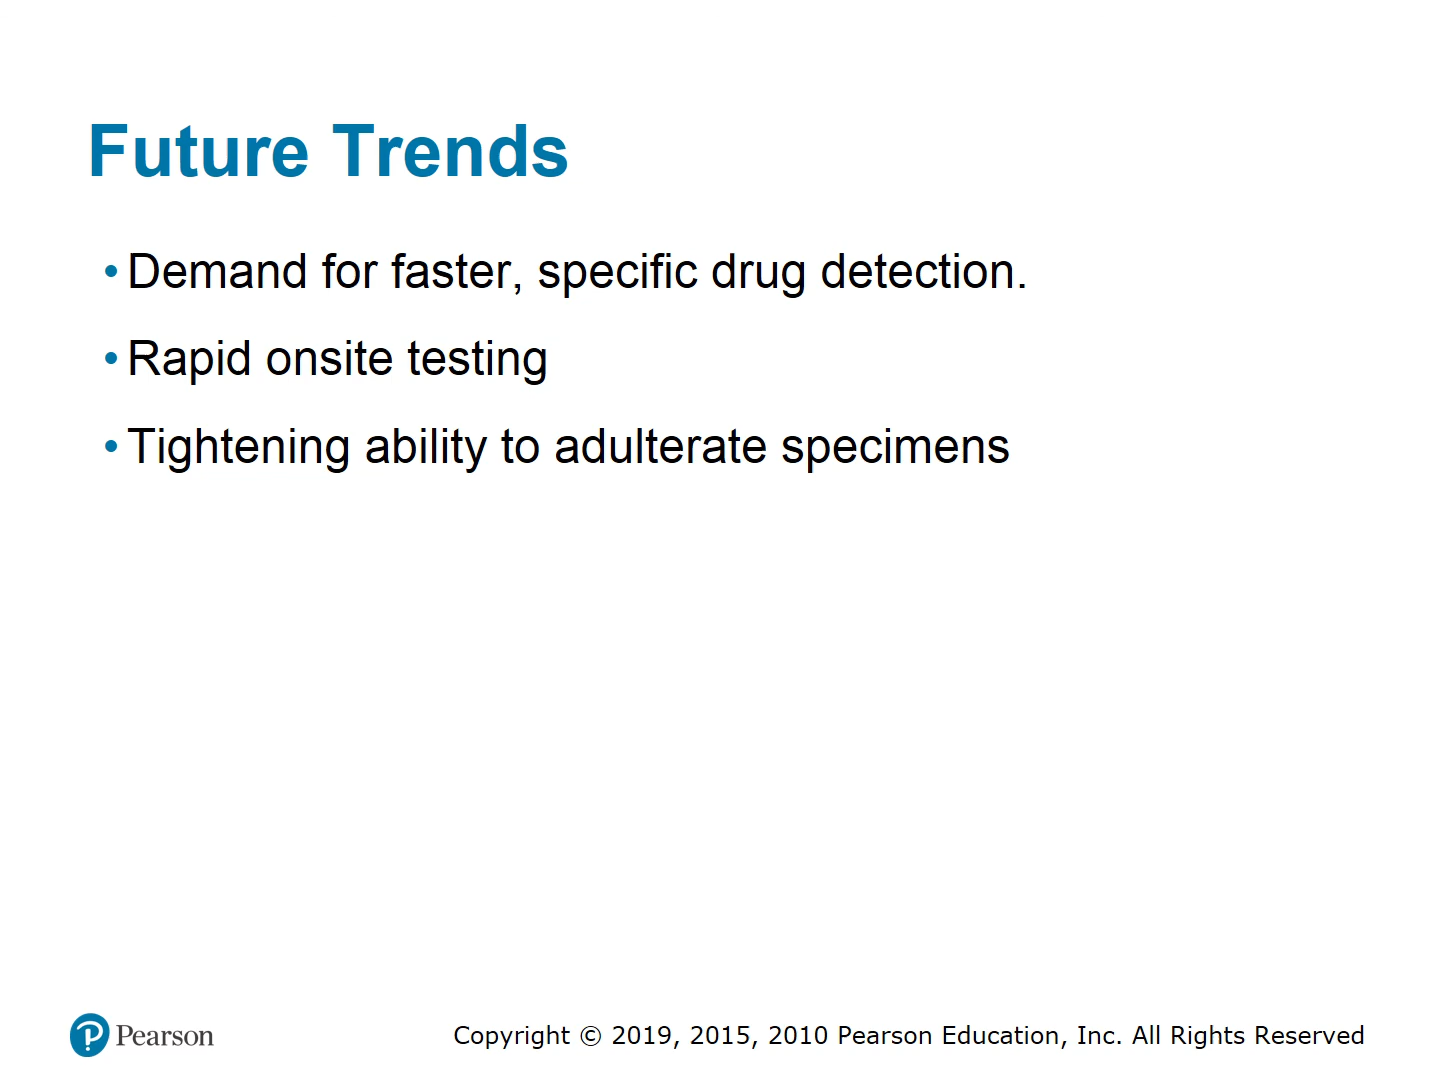 Future Trends
• Demand for faster, specific drug detection.
• Rapid onsite testing
• Tightening ability to adulterate specimens
Pearson
Copyright © 2019, 2015, 2010 Pearson Education, Inc. All Rights Reserved